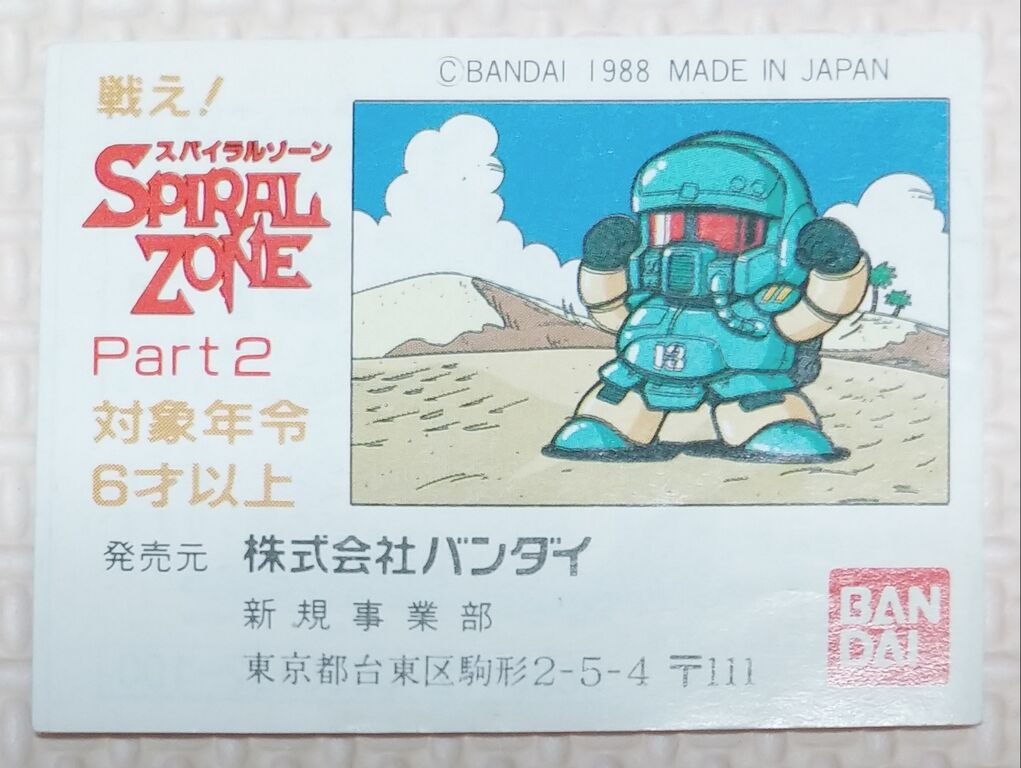 ©BANDAI 1988 MADE IN JAPAN
戦え!
スパイラルゾーン
SPIRAL
ZONE
Part2
対象年令
6才以上
13
発売元 株式会社バンダイ
新規事業部
東京都台東区駒形2-5-4 〒111
BAN
DAI